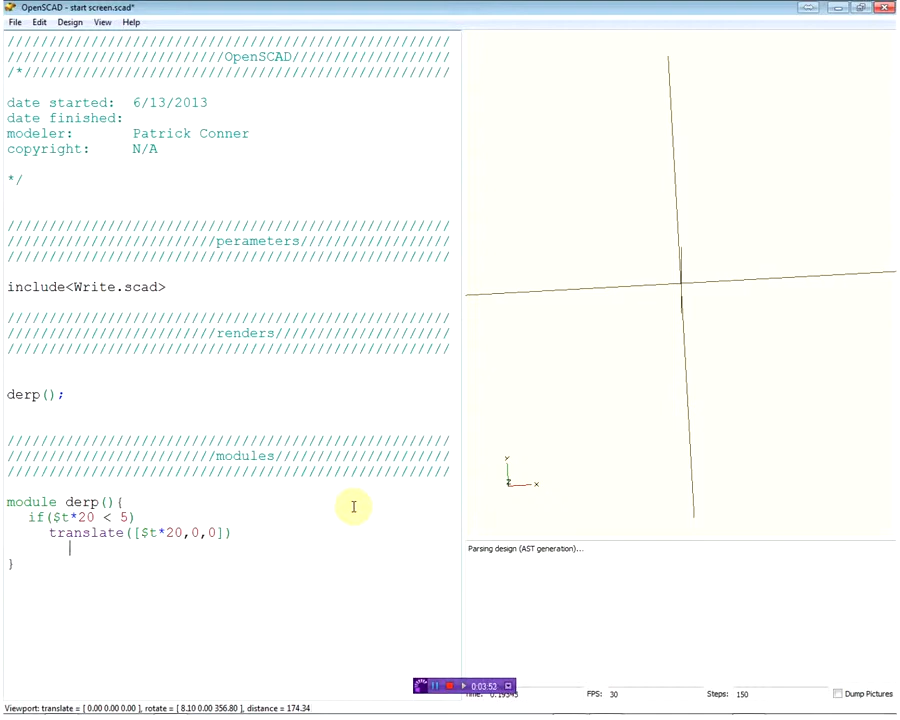 OpenSCAD - start screen.scad*
File Edit Design View Help
/////////////////////////////////////////////////////
//////////////////////////OpenSCAD///////////////////
/*///////////////////////////////////////////////////
date started: 6/13/2013
date finished:
modeler: Patrick Conner
copyright: N/A
*/
/////////////////////////////////////////////////////
/////////////////////////perameters//////////////////
/////////////////////////////////////////////////////
include<Write.scad>
/////////////////////////////////////////////////////
/////////////////////////renders/////////////////////
/////////////////////////////////////////////////////
derp();
/////////////////////////////////////////////////////
/////////////////////////modules/////////////////////
/////////////////////////////////////////////////////
module derp(){
if($t*20 < 5)
translate([$t*20,0,0])
}
Y
Z
X
Parsing design (AST generation)...
0:03:53
Time: 0.19343 FPS: 30 Steps: 150 Dump Pictures
Viewport: translate = [ 0.00 0.00 0.00 ], rotate = [ 8.10 0.00 356.80 ], distance = 174.34